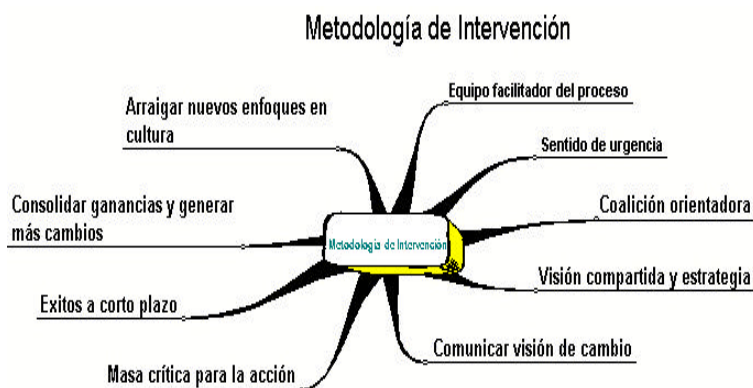 Metodología de Intervención
Equipo facilitador del proceso
Sentido de urgencia
Coalición orientadora
Visión compartida y estrategia
Comunicar visión de cambio
Masa crítica para la acción
Exitos a corto plazo
Consolidar ganancias y generar
más cambios
Arraigar nuevos enfoques en
cultura
Metodología de Intervención